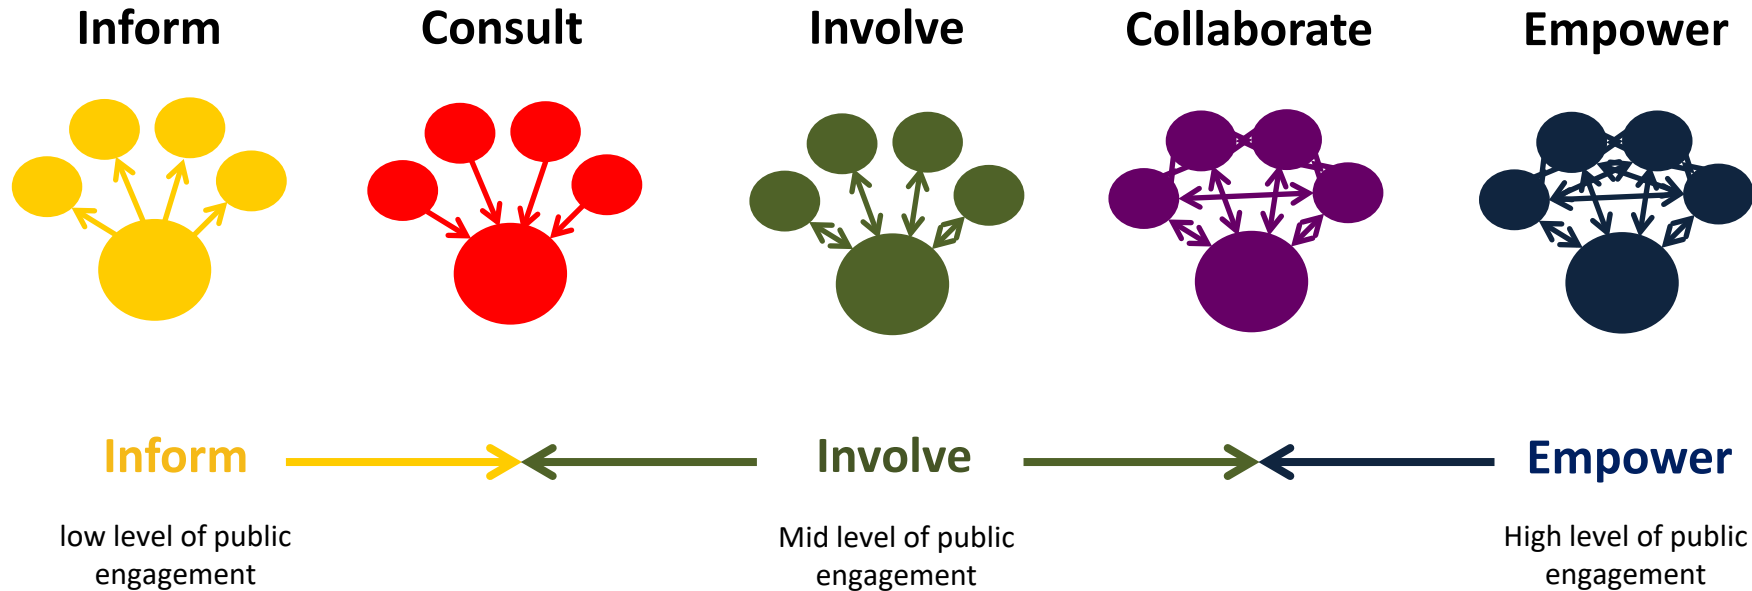 Inform
Consult
Involve
Collaborate
Empower
Inform
Involve
Empower
low level of public
engagement
Mid level of public
engagement
High level of public
engagement